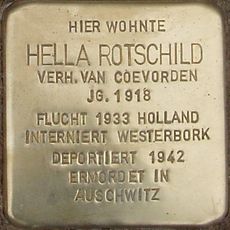 HIER WOHNTE
HELLA ROTSCHILD
VERH. VAN COEVORDEN
JG. 1918
FLUCHT 1933 HOLLAND
INTERNIERT WESTERBORK
DEPORTIERT 1942
ERMORDET IN
AUSCHWITZ